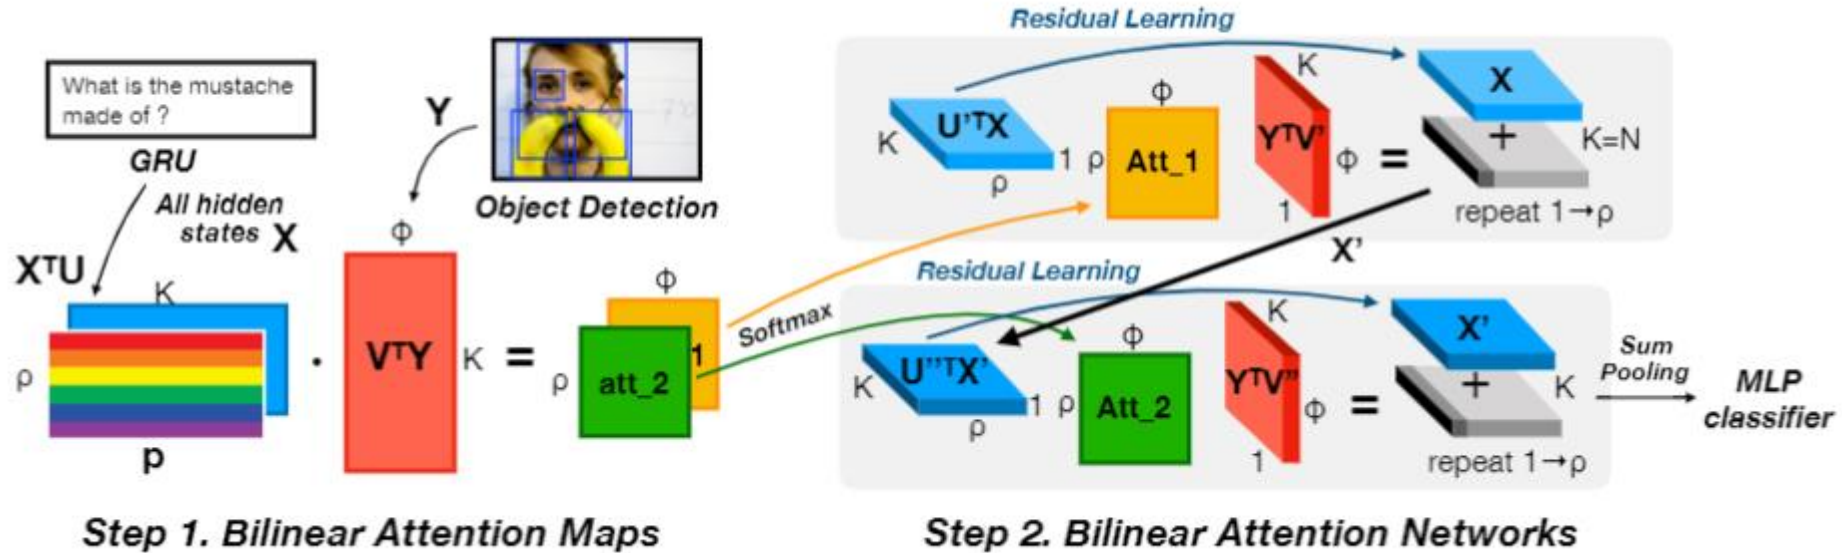 What is the mustache
made of ?
GRU
All hidden
states X
XᵀU
K
ρ
p
·
Y
Object Detection
Φ
VᵀY
K
=
Φ
1
ρ
att_2
Softmax
Step 1. Bilinear Attention Maps
Residual Learning
K
U'ᵀX
1
ρ
Φ
ρ
Att_1
K
YᵀV'
Φ
1
=
X
+
K=N
repeat 1→ρ
X'
Residual Learning
K
U''ᵀX'
1
ρ
Φ
ρ
Att_2
K
YᵀV''
Φ
1
=
X'
+
K
repeat 1→ρ
Sum
Pooling
MLP
classifier
Step 2. Bilinear Attention Networks